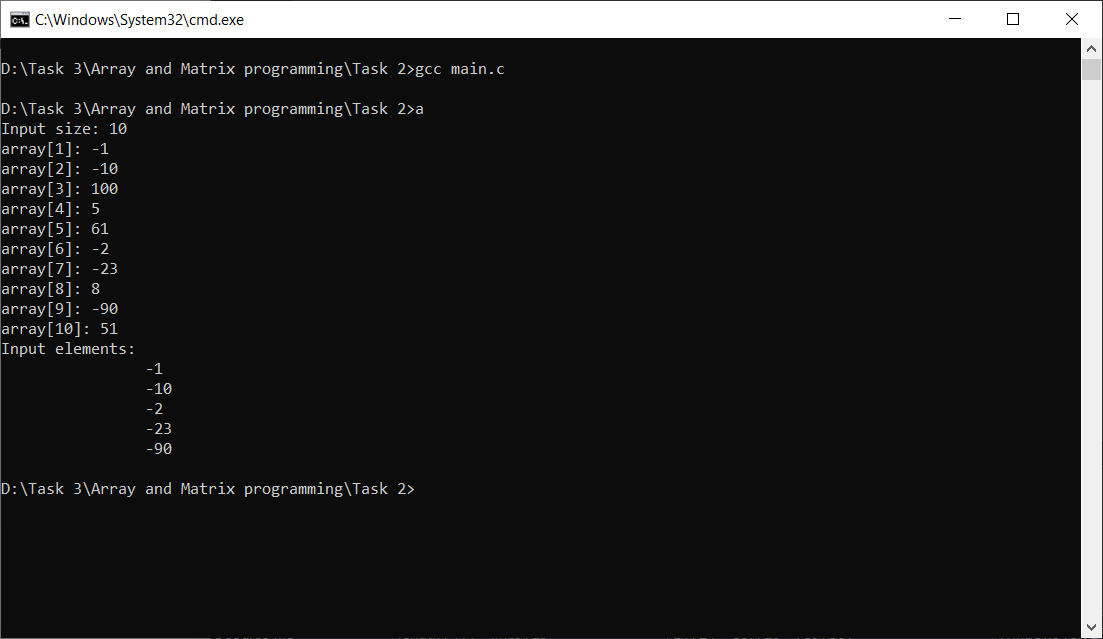 C:\Windows\System32\cmd.exe
D:\Task 3\Array and Matrix programming\Task 2>gcc main.c
D:\Task 3\Array and Matrix programming\Task 2>a
Input size: 10
array[1]: -1
array[2]: -10
array[3]: 100
array[4]: 5
array[5]: 61
array[6]: -2
array[7]: -23
array[8]: 8
array[9]: -90
array[10]: 51
Input elements:
-1
-10
-2
-23
-90
D:\Task 3\Array and Matrix programming\Task 2>